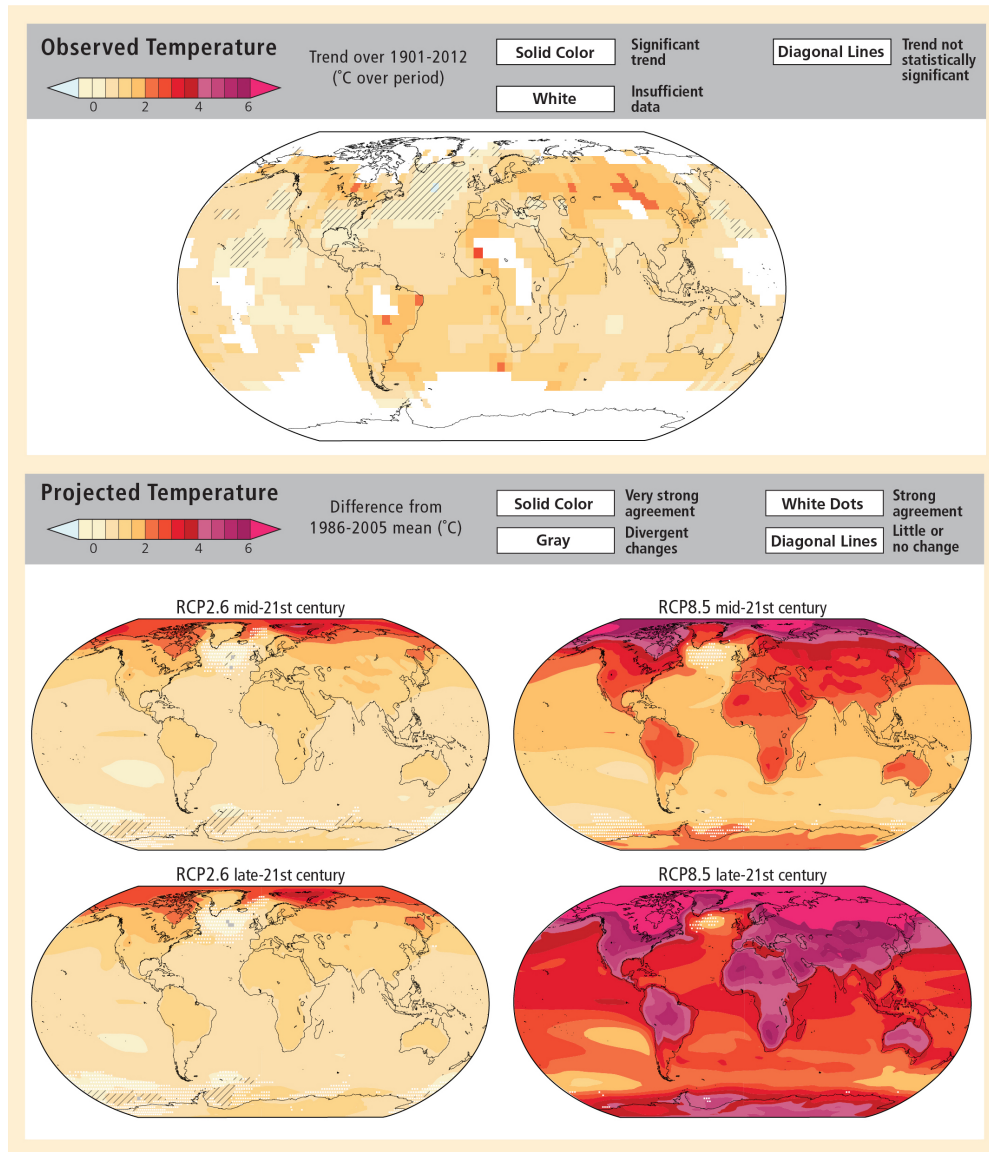 Observed Temperature
0 2 4 6
Trend over 1901-2012
(˚C over period)
Solid Color
Significant
trend
Diagonal Lines
Trend not
statistically
significant
White
Insufficient
data
Projected Temperature
0 2 4 6
Difference from
1986-2005 mean (˚C)
Solid Color
Very strong
agreement
White Dots
Strong
agreement
Gray
Divergent
changes
Diagonal Lines
Little or
no change
RCP2.6 mid-21st century
RCP8.5 mid-21st century
RCP2.6 late-21st century
RCP8.5 late-21st century